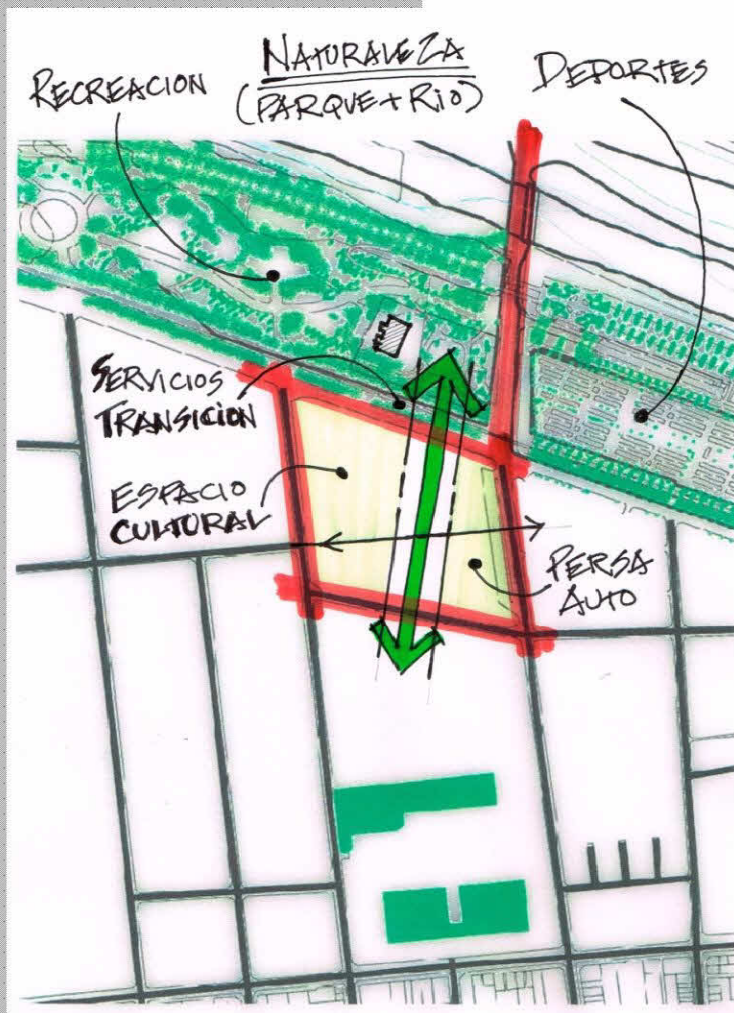 NATURALEZA
(PARQUE + RIO)
RECREACION
DEPORTES
SERVICIOS
TRANSICION
ESPACIO
CULTURAL
PERSA
AUTO